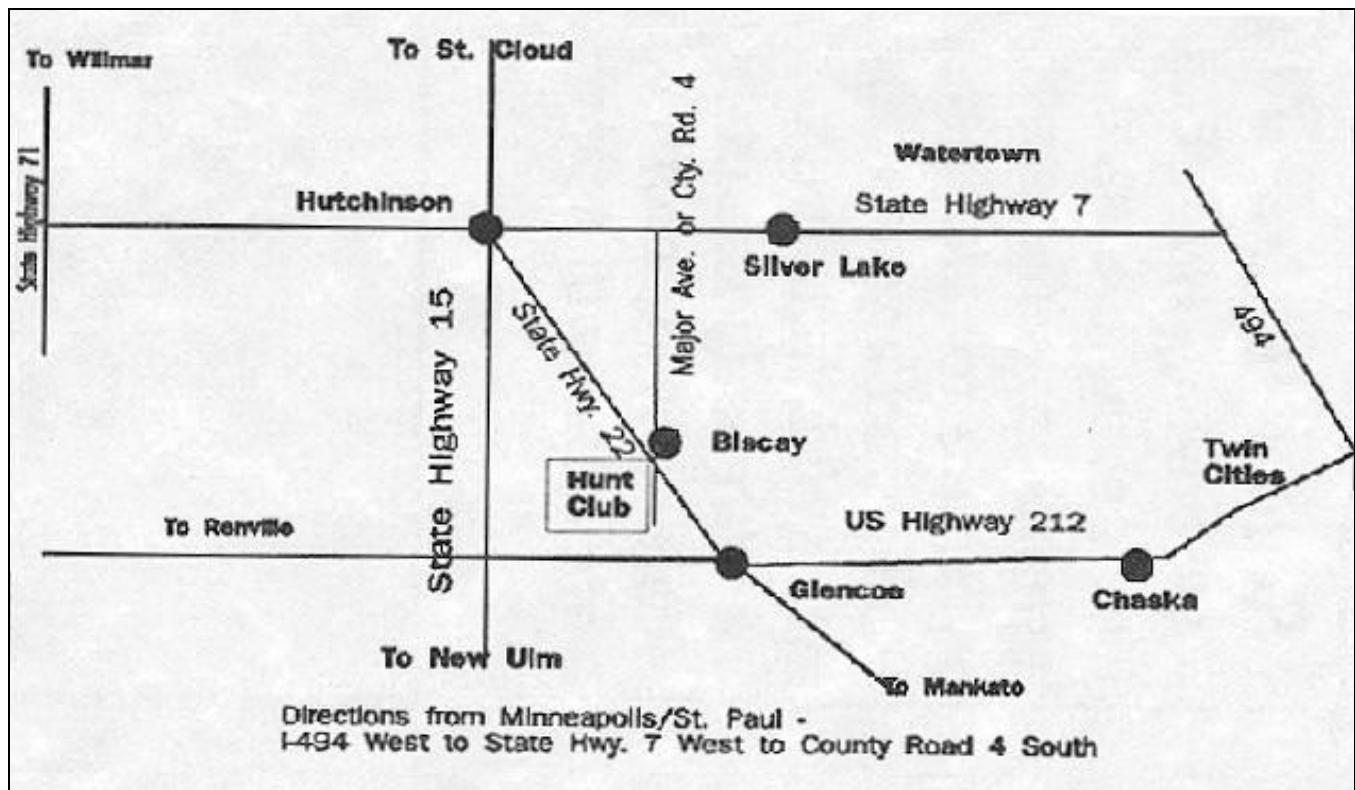 To Willmar
To St. Cloud
State Highway 71
Major Ave. or Cty. Rd. 4
Watertown
Hutchinson
State Highway 7
Silver Lake
State Highway 15
State Hwy. 22
494
Biscay
Twin
Cities
Hunt
Club
To Renville
US Highway 212
Glencoe
Chaska
To New Ulm
To Mankato
Directions from Minneapolis/St. Paul -
I-494 West to State Hwy. 7 West to County Road 4 South